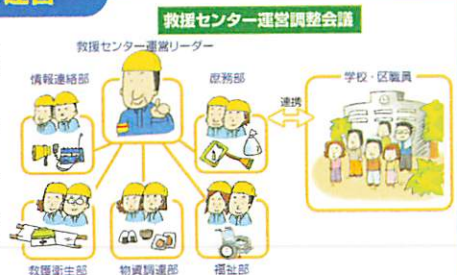 運営
救援センター運営調整会議
救援センター運営リーダー
情報連絡部
庶務部
学校・区職員
連携
救護衛生部
物資調達部
福祉部